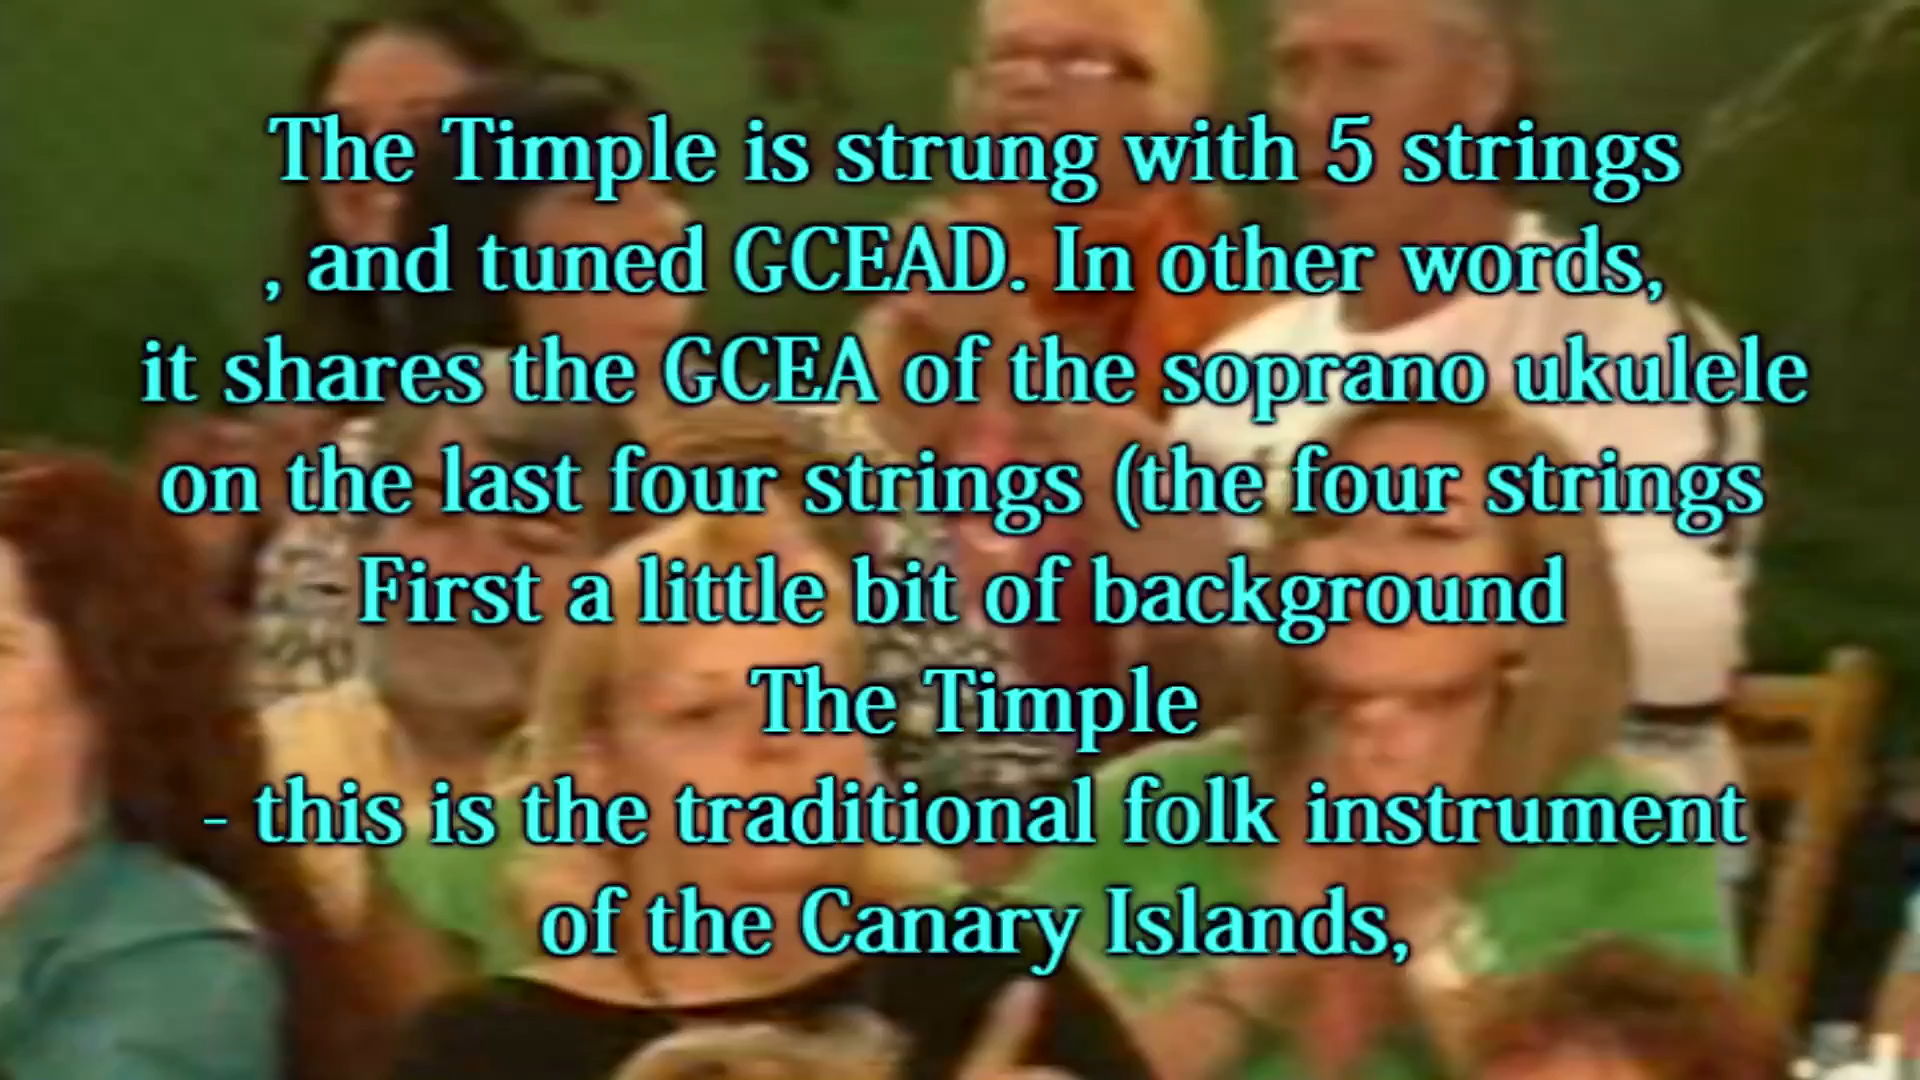 The Timple is strung with 5 strings
, and tuned GCEAD. In other words,
it shares the GCEA of the soprano ukulele
on the last four strings (the four strings
First a little bit of background
The Timple
- this is the traditional folk instrument
of the Canary Islands,